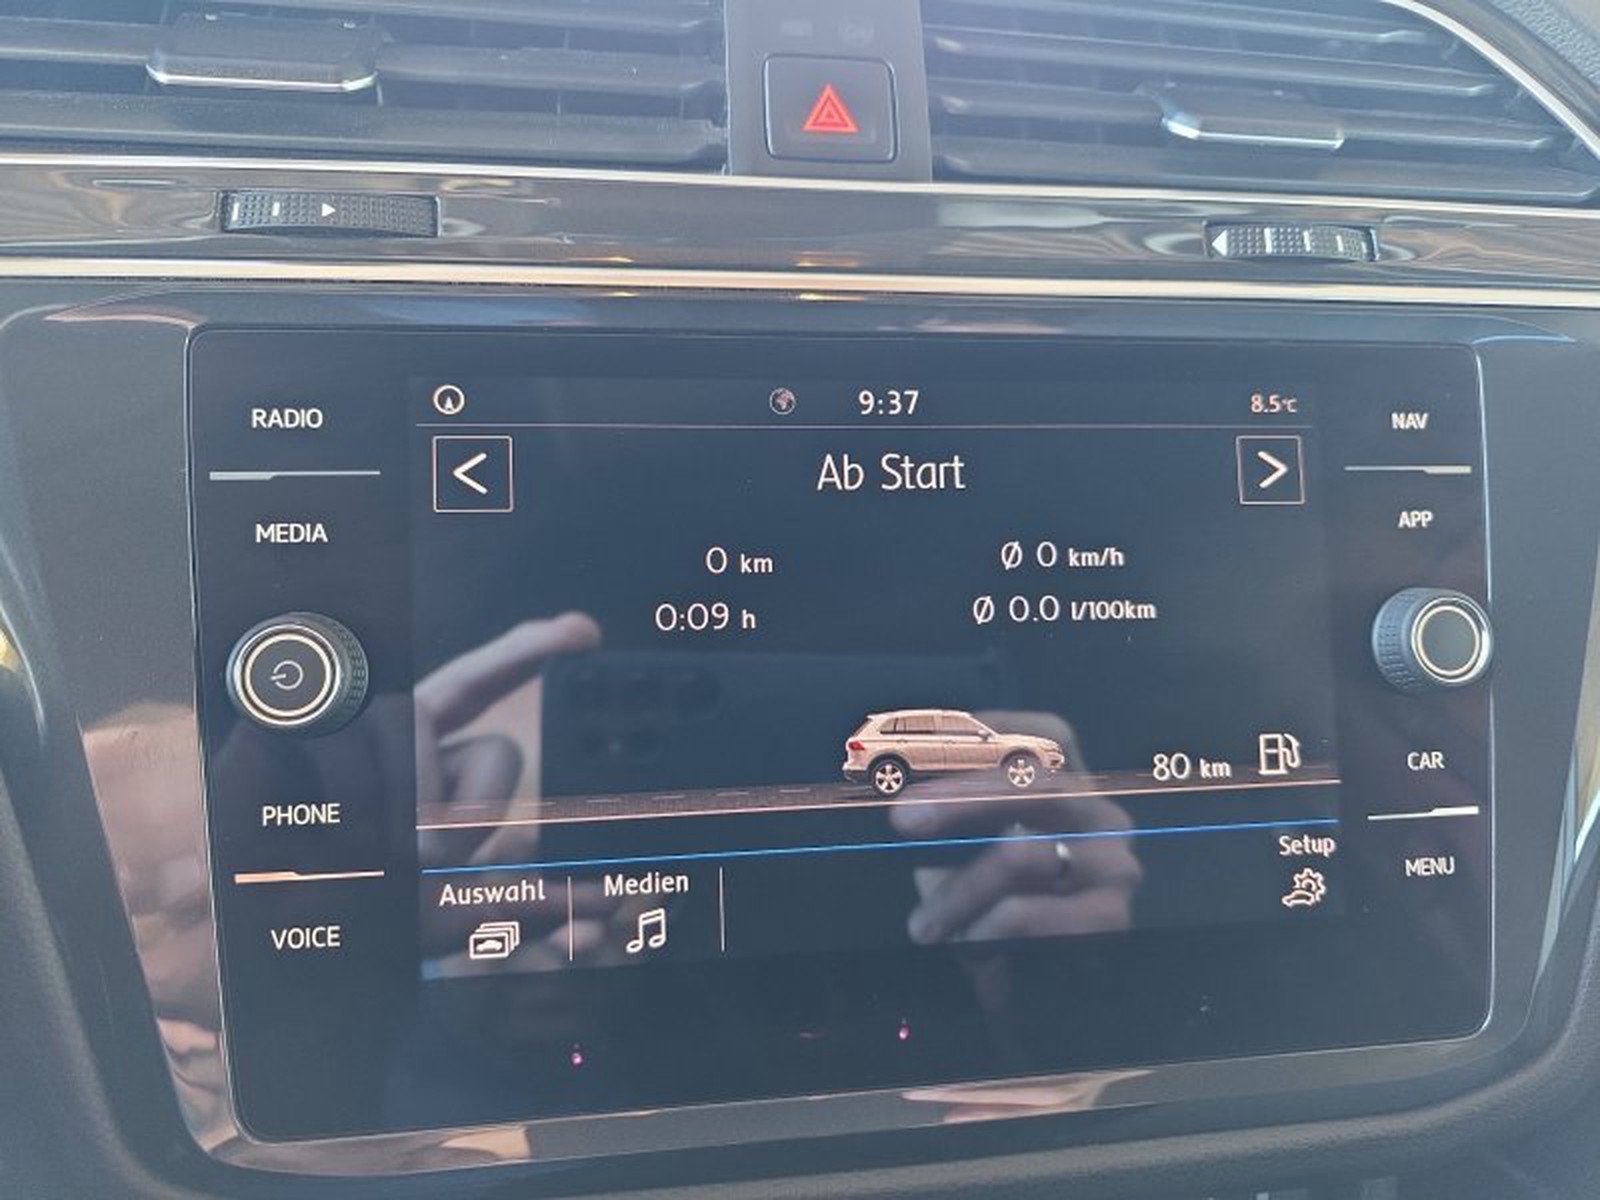 RADIO
MEDIA
PHONE
VOICE
9:37
8.5°C
Ab Start
0 km
Ø 0 km/h
0:09 h
Ø 0.0 l/100km
80 km
Auswahl
Medien
Setup
NAV
APP
CAR
MENU